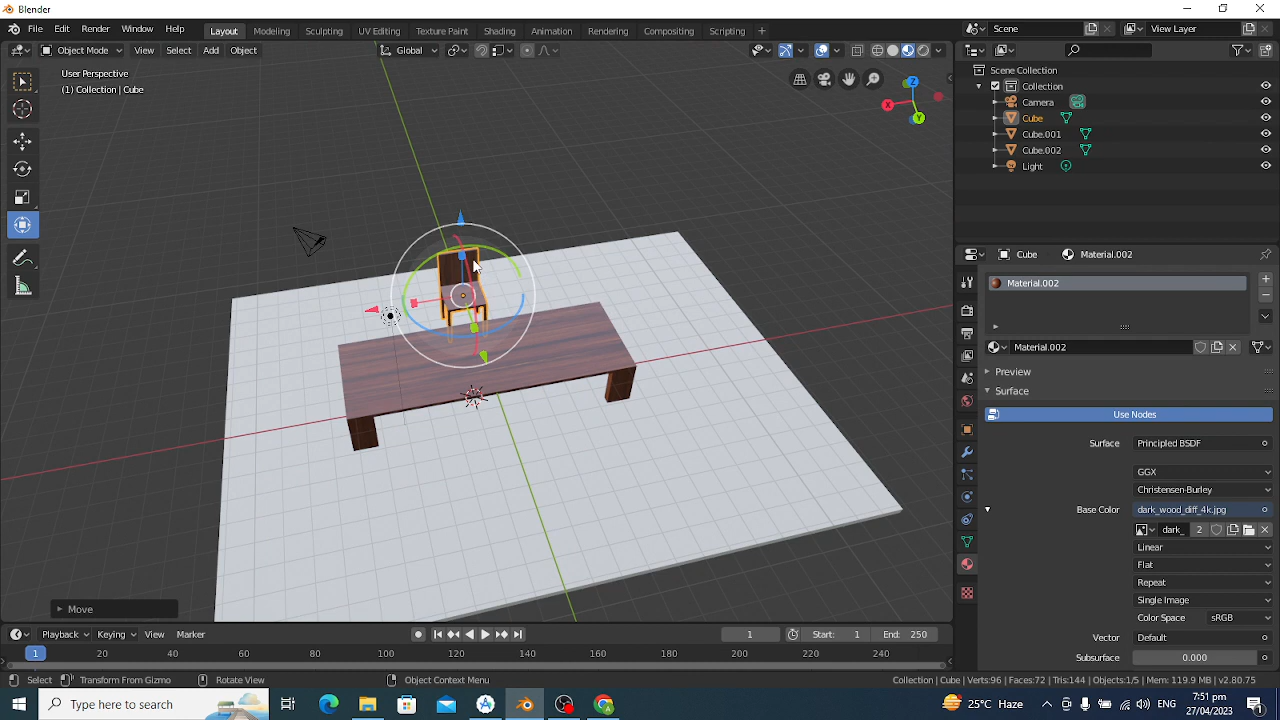 Blender
File Edit Render Window Help Layout Modeling Sculpting UV Editing Texture Paint Shading Animation Rendering Compositing Scripting + Scene View Layer
Object Mode View Select Add Object Global
User Perspective
(1) Collection | Cube
Z
X
Y
Scene Collection
Collection
Camera
Cube
Cube.001
Cube.002
Light
Cube Material.002
Material.002
Material.002
Preview
Surface
Use Nodes
Surface Principled BSDF
GGX
Christensen-Burley
Base Color dark_wood_diff_4k.jpg
dark_ 2
Linear
Flat
Repeat
Single Image
Color Space sRGB
Vector Default
Subsurface 0.000
Move
Playback Keying View Marker 1 Start: 1 End: 250
1 20 40 60 80 100 120 140 160 180 200 220 240
Select Transform From Gizmo Rotate View Object Context Menu Collection | Cube | Verts:96 | Faces:72 | Tris:144 | Objects:1/5 | Mem: 119.9 MB | v2.80.75
Type here to search 25°C Haze ENG 7:51 pm
27/04/2023